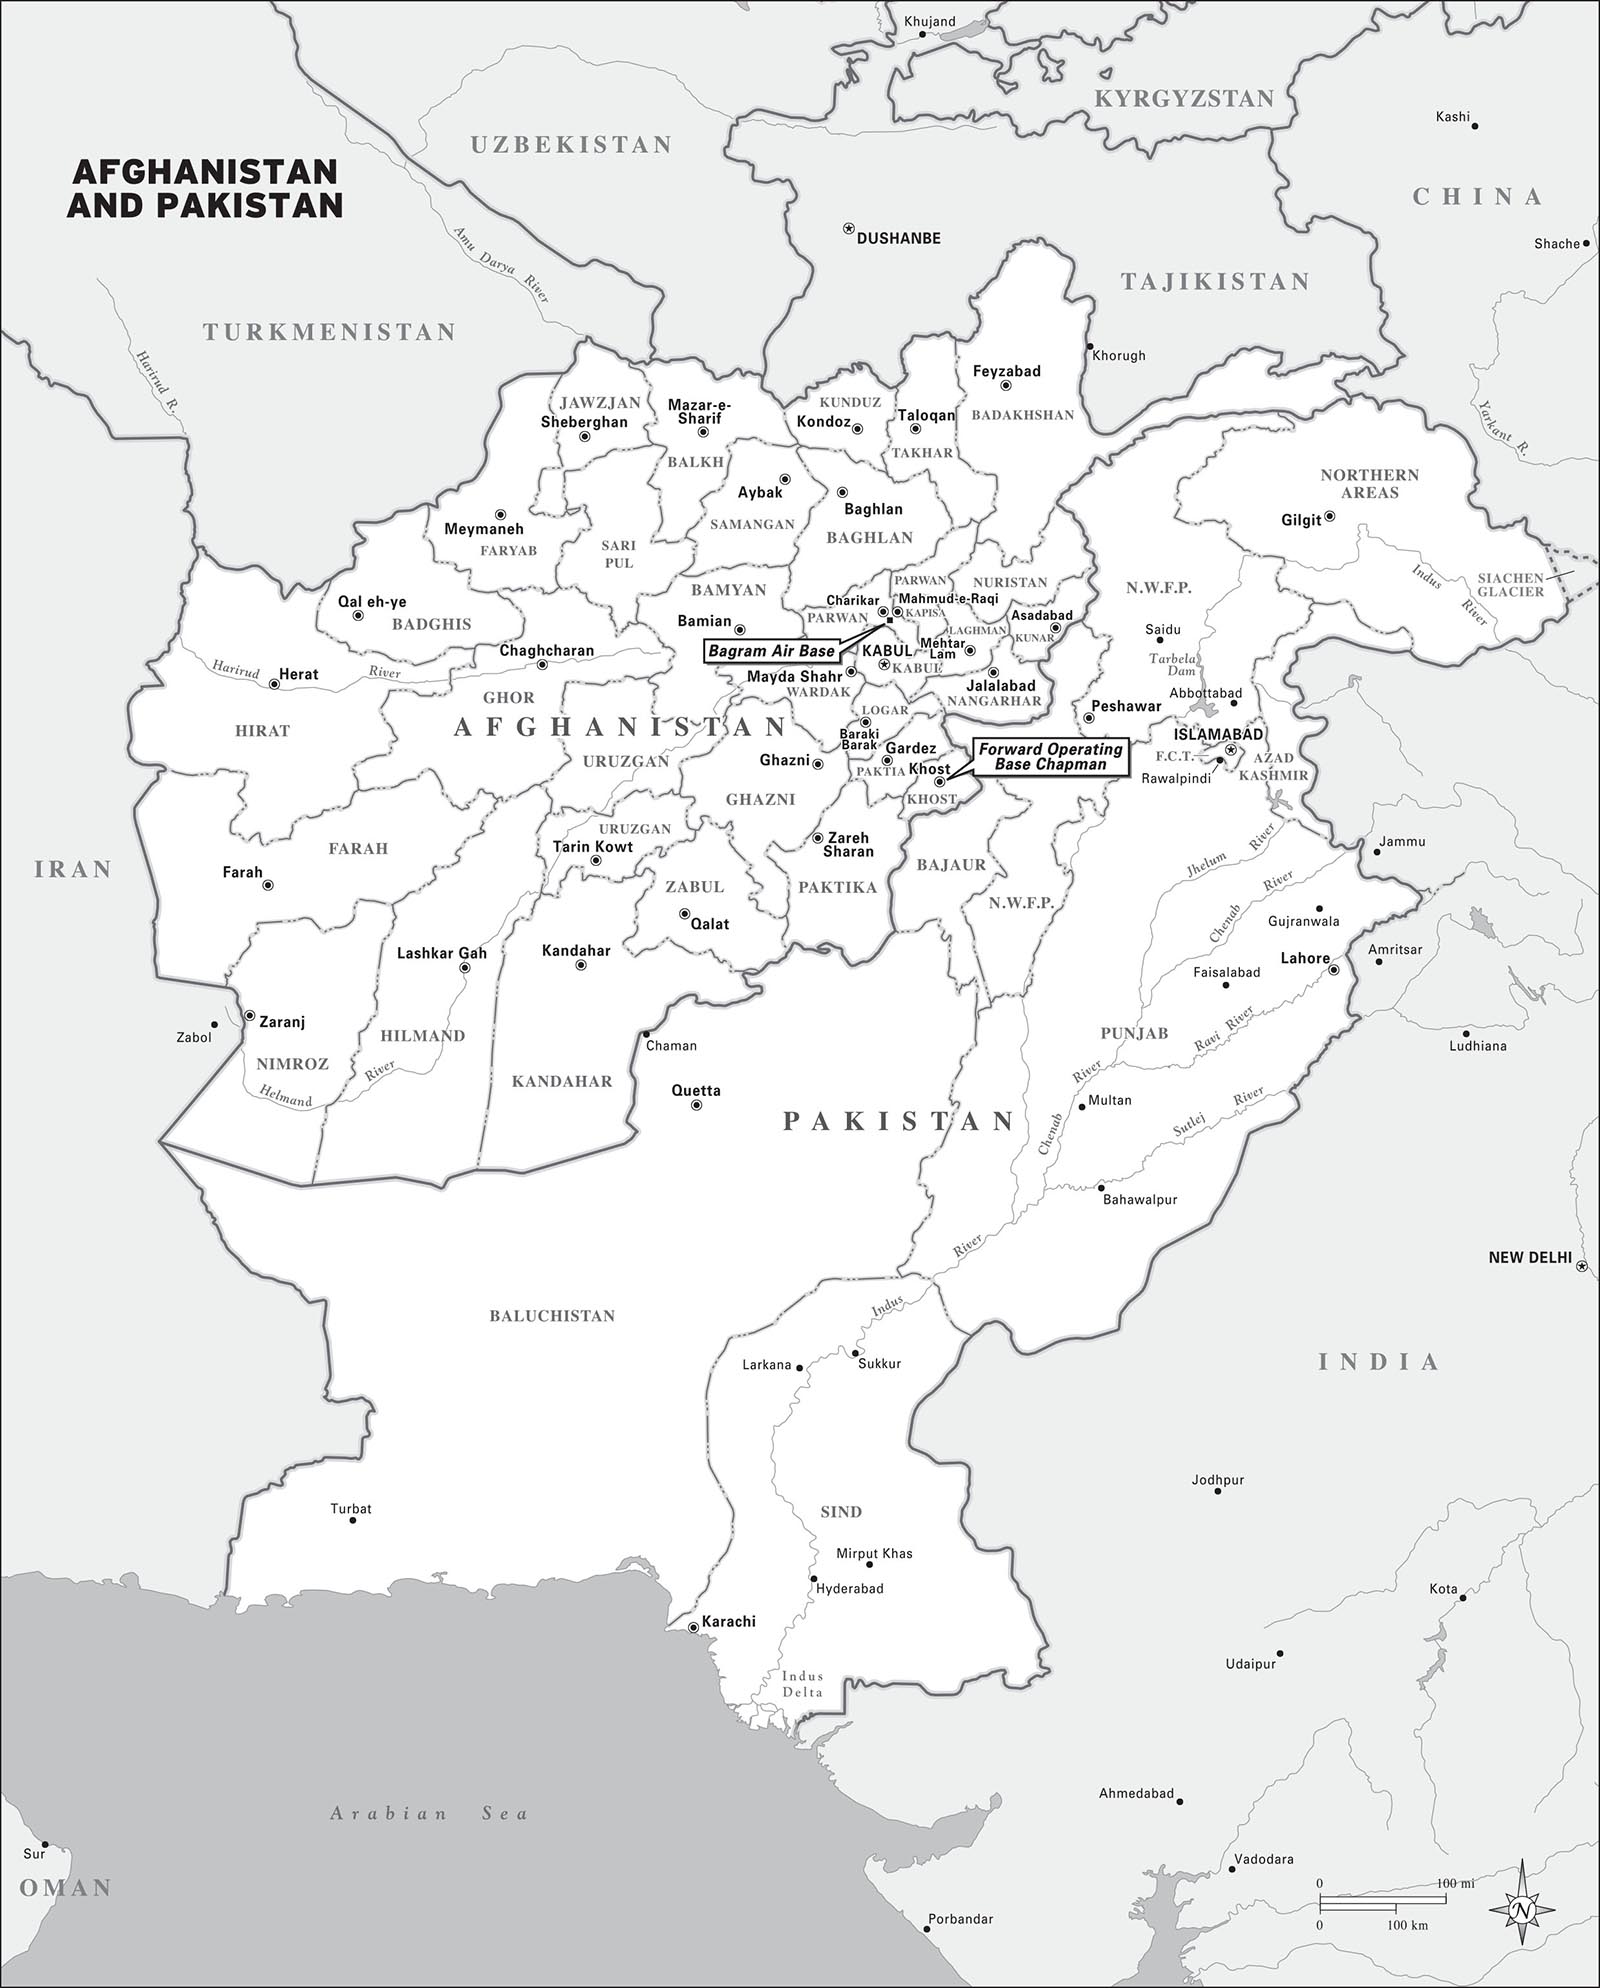 AFGHANISTAN
AND PAKISTAN
Khujand
KYRGYZSTAN
Kashi
UZBEKISTAN
CHINA
DUSHANBE
Shache
Amu Darya River
TAJIKISTAN
TURKMENISTAN
Harirud R.
Khorugh
Feyzabad
BADAKHSHAN
Yarkant R.
JAWZJAN
Sheberghan
Mazar-e-
Sharif
BALKH
KUNDUZ
Kondoz
Taloqan
TAKHAR
NORTHERN
AREAS
Gilgit
Aybak
SAMANGAN
Baghlan
BAGHLAN
Meymaneh
FARYAB
SARI
PUL
Indus River
SIACHEN
GLACIER
BAMYAN
Bamian
PARWAN
NURISTAN
N.W.F.P.
Qal eh-ye
BADGHIS
Charikar
PARWAN
Mahmud-e-Raqi
KAPISA
Asadabad
KUNAR
LAGHMAN
Mehtar
Lam
Saidu
Tarbela
Dam
Bagram Air Base
KABUL
KABUL
Chaghcharan
Harirud River
Herat
Mayda Shahr
WARDAK
Jalalabad
NANGARHAR
Abbottabad
GHOR
LOGAR
Peshawar
HIRAT
AFGHANISTAN
Baraki
Barak
Gardez
ISLAMABAD
F.C.T.
Rawalpindi
AZAD
KASHMIR
URUZGAN
Ghazni
PAKTIA
Khost
KHOST
Forward Operating
Base Chapman
GHAZNI
URUZGAN
Tarin Kowt
Zareh
Sharan
FARAH
Farah
IRAN
BAJAUR
Jhelum River
Jammu
ZABUL
PAKTIKA
N.W.F.P.
Chenab River
Gujranwala
Qalat
Lashkar Gah
Kandahar
Lahore
Amritsar
Faisalabad
Zaranj
Zabol
HILMAND
Chaman
PUNJAB
Ravi River
Ludhiana
NIMROZ
Helmand River
KANDAHAR
Quetta
PAKISTAN
Chenab River
Multan
Sutlej River
Bahawalpur
NEW DELHI
Indus River
BALUCHISTAN
Larkana
Sukkur
INDIA
Jodhpur
Turbat
SIND
Mirput Khas
Hyderabad
Kota
Karachi
Udaipur
Indus
Delta
Arabian Sea
Ahmedabad
Sur
OMAN
Vadodara
Porbandar
0 100 mi
0 100 km
N